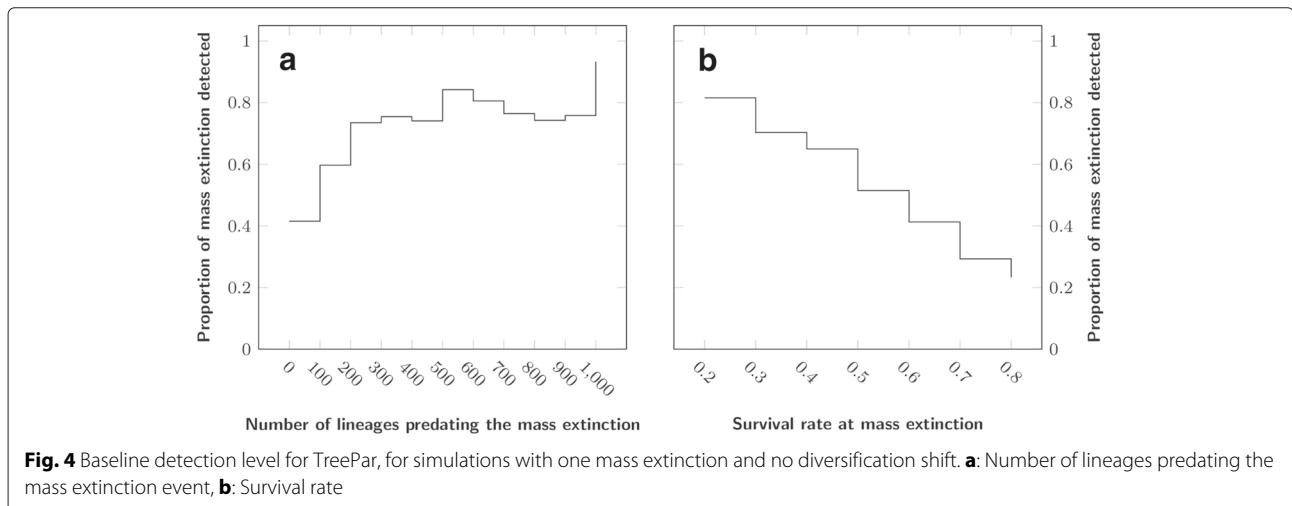 a
Proportion of mass extinction detected
1
0.8
0.6
0.4
0.2
0
0 100 200 300 400 500 600 700 800 900 1,000
Number of lineages predating the mass extinction
b
1
0.8
0.6
0.4
0.2
0
Proportion of mass extinction detected
0.2 0.3 0.4 0.5 0.6 0.7 0.8
Survival rate at mass extinction
Fig. 4 Baseline detection level for TreePar, for simulations with one mass extinction and no diversification shift. a: Number of lineages predating the
mass extinction event, b: Survival rate